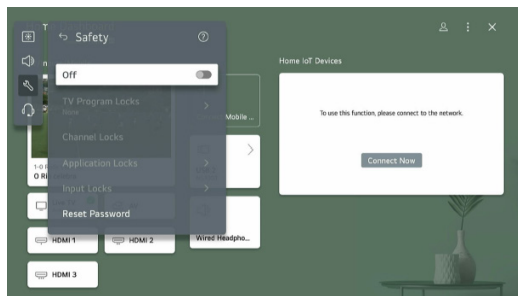 Safety
Off
TV Program Locks
None
Channel Locks
Application Locks
Input Locks
Reset Password
Home IoT Devices
To use this function, please connect to the network.
Connect Now
Mobile ...
Wired Headpho...
HDMI 1
HDMI 2
HDMI 3